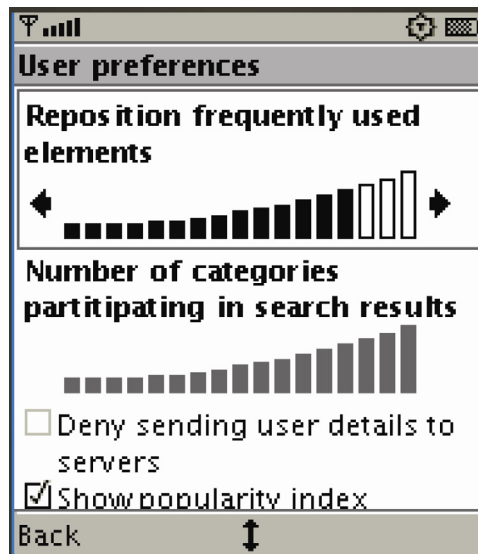 User preferences
Reposition frequently used
elements
Number of categories
partitipating in search results
Deny sending user details to
servers
Show popularity index
Back